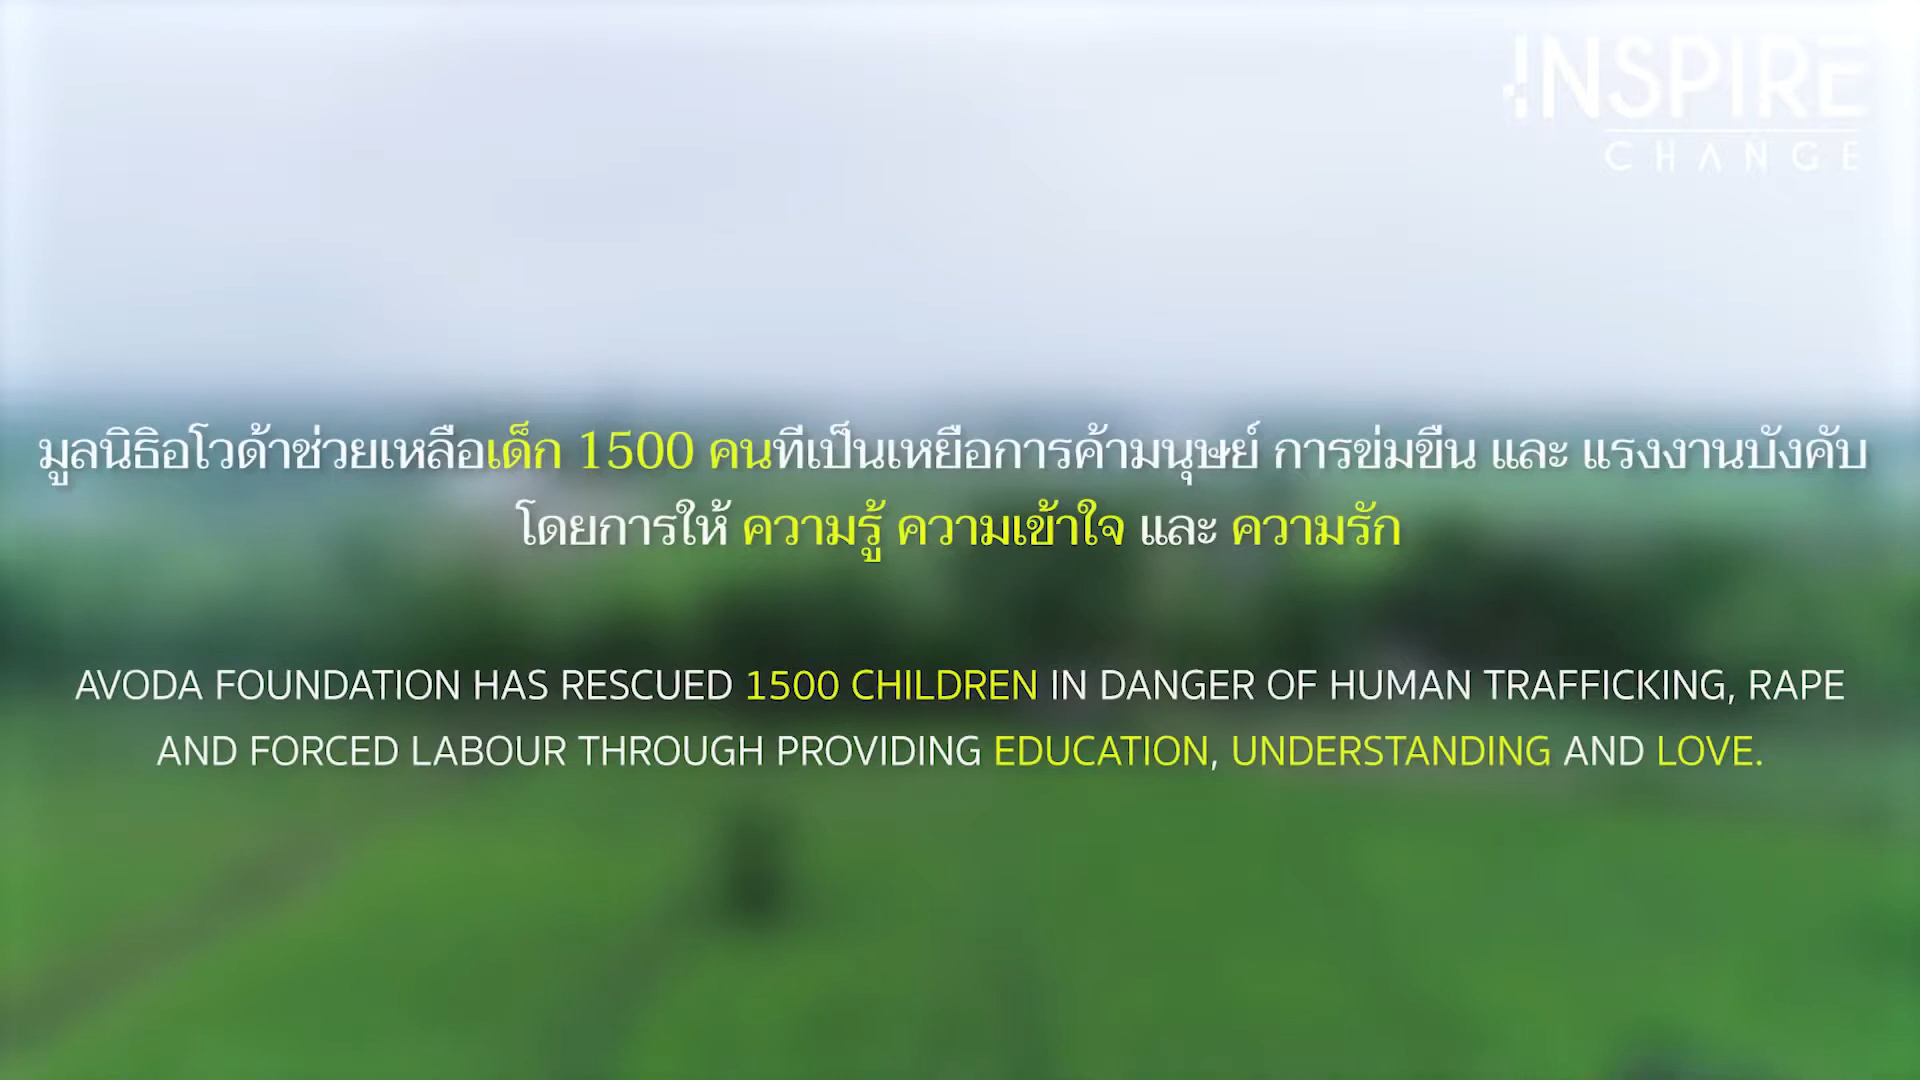 INSPIRE
CHANGE
มูลนิธิอโวด้าช่วยเหลือเด็ก 1500 คนที่เป็นเหยื่อการค้ามนุษย์ การข่มขืน และ แรงงานบังคับ
โดยการให้ ความรู้ ความเข้าใจ และ ความรัก
AVODA FOUNDATION HAS RESCUED 1500 CHILDREN IN DANGER OF HUMAN TRAFFICKING, RAPE
AND FORCED LABOUR THROUGH PROVIDING EDUCATION, UNDERSTANDING AND LOVE.